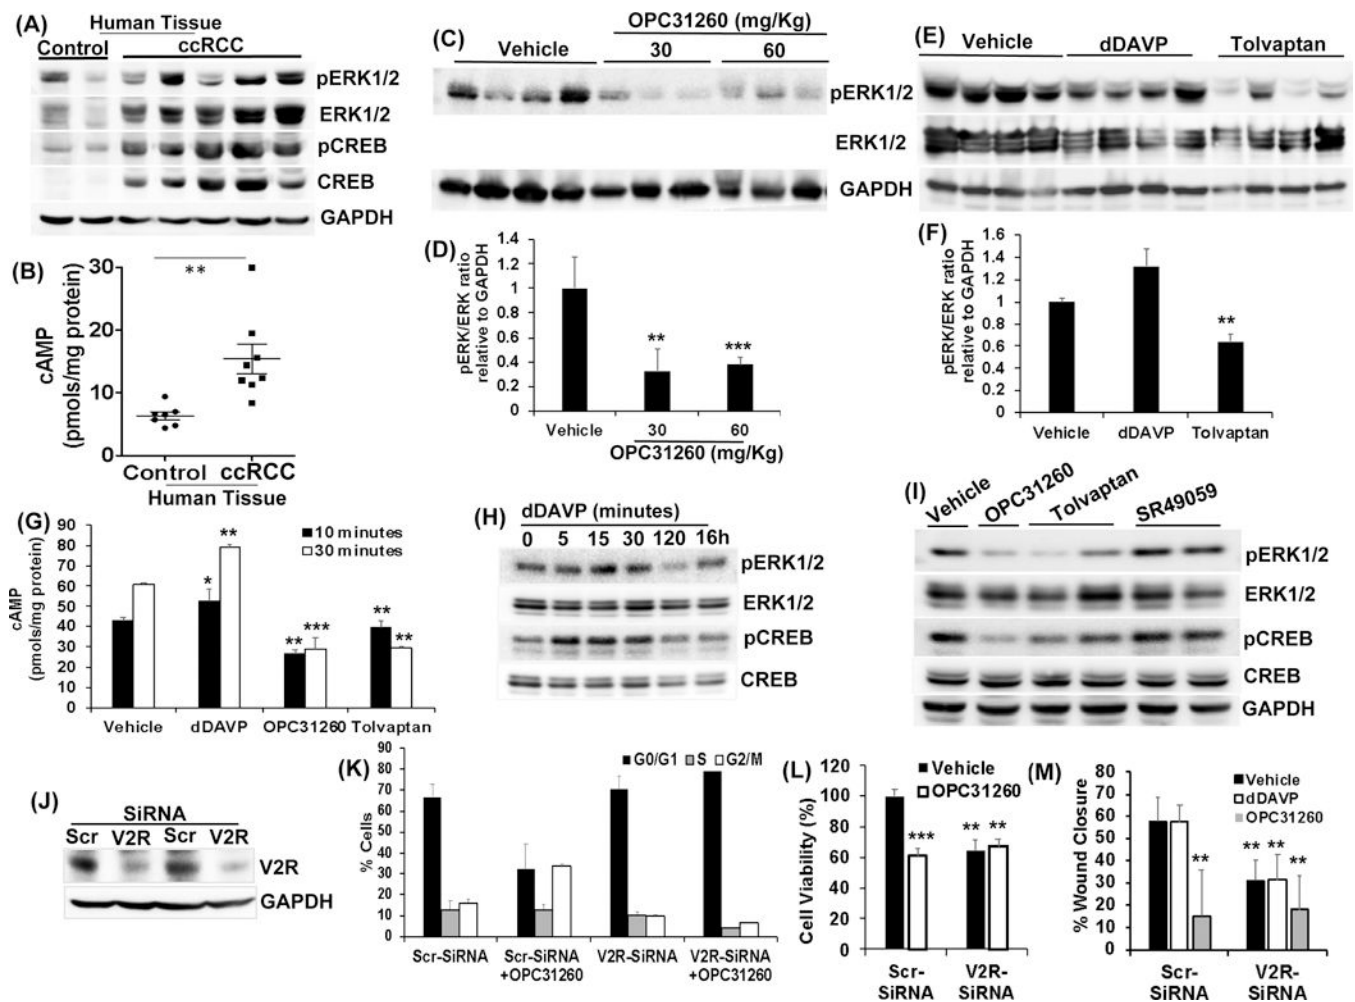 (A)
Human Tissue
Control ccRCC
pERK1/2
ERK1/2
pCREB
CREB
GAPDH
(B)
**
30
20
10
0
cAMP
(pmols/mg protein)
Control ccRCC
Human Tissue
(C)
OPC31260 (mg/Kg)
Vehicle 30 60
pERK1/2
GAPDH
(D)
pERK/ERK ratio
relative to GAPDH
1.4
1.2
1
0.8
0.6
0.4
0.2
0
** ***
Vehicle 30 60
OPC31260 (mg/Kg)
(E)
Vehicle dDAVP Tolvaptan
ERK1/2
GAPDH
(F)
pERK/ERK ratio
relative to GAPDH
1.6
1.4
1.2
1
0.8
0.6
0.4
0.2
0
**
Vehicle dDAVP Tolvaptan
(G)
cAMP
(pmols/mg protein)
90
80
70
60
50
40
30
20
10
0
10 minutes
30 minutes
* ** ** *** ** **
Vehicle dDAVP OPC31260 Tolvaptan
(H)
dDAVP (minutes)
0 5 15 30 120 16h
pERK1/2
ERK1/2
pCREB
CREB
(I)
Vehicle OPC31260 Tolvaptan SR49059
pERK1/2
ERK1/2
pCREB
CREB
GAPDH
(J)
SiRNA
Scr V2R Scr V2R
V2R
GAPDH
(K)
G0/G1 S G2/M
% Cells
80
70
60
50
40
30
20
10
0
Scr-SiRNA Scr-SiRNA V2R-SiRNA V2R-SiRNA
+OPC31260 +OPC31260
(L)
Vehicle
OPC31260
Cell Viability (%)
120
100
80
60
40
20
0
*** ** **
Scr- V2R-
SiRNA SiRNA
(M)
Vehicle
dDAVP
OPC31260
% Wound Closure
80
70
60
50
40
30
20
10
0
** ** ** **
Scr- V2R-
SiRNA SiRNA